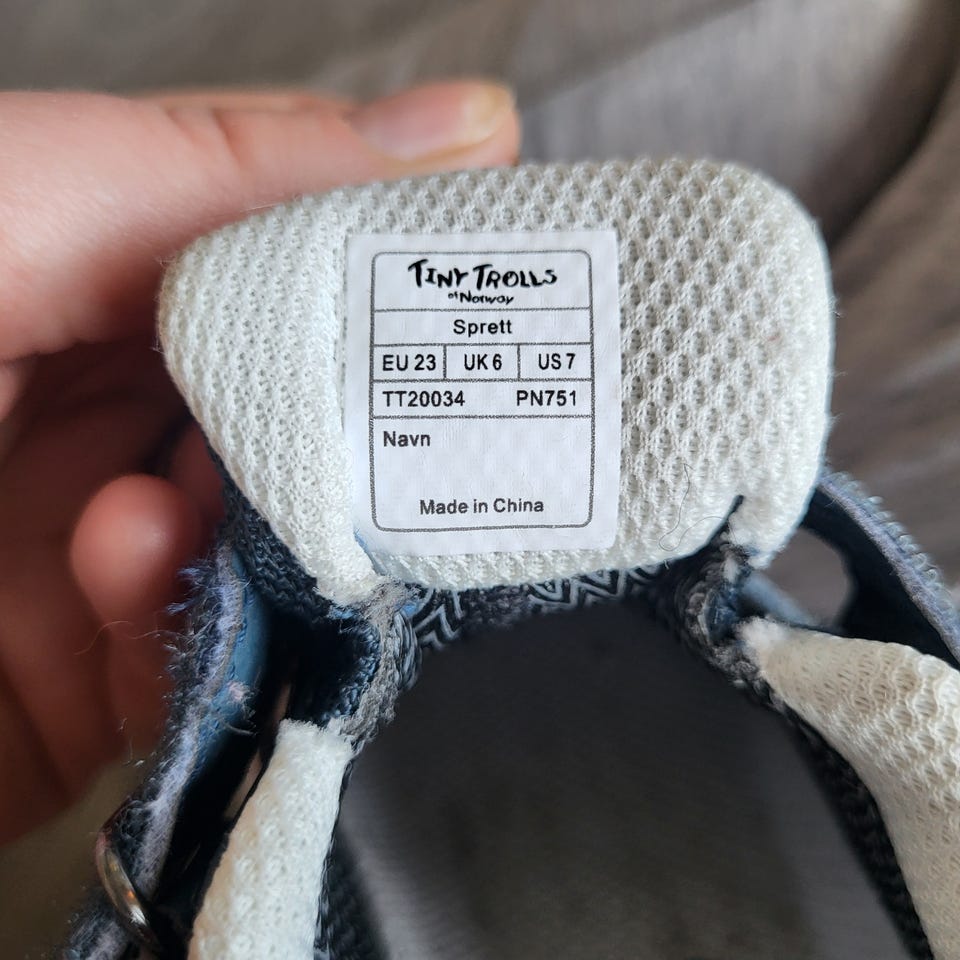 Tiny Trolls
of Norway
Sprett
EU 23 UK 6 US 7
TT20034 PN751
Navn
Made in China